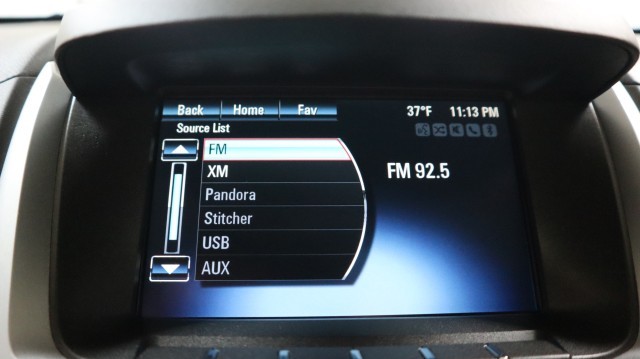 Back Home Fav 37°F 11:13 PM
Source List
FM
XM
FM 92.5
Pandora
Stitcher
USB
AUX